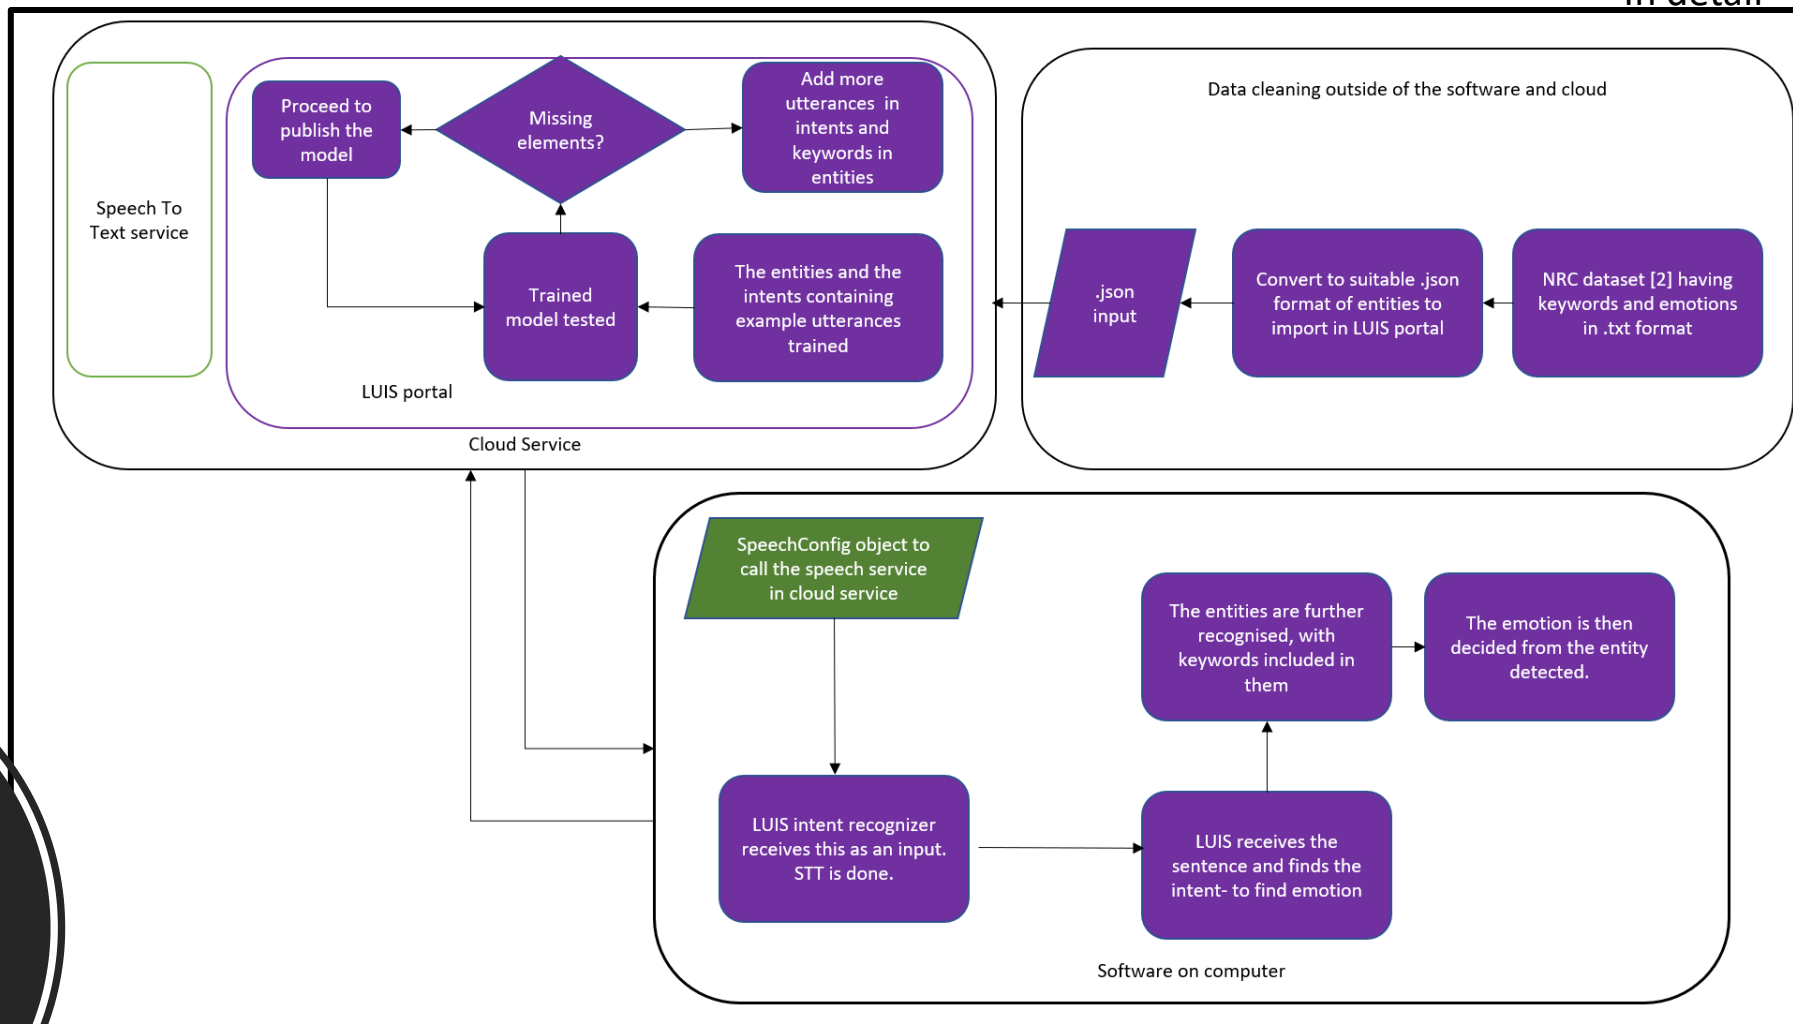 in detail
Proceed to
publish the
model
Missing
elements?
Add more
utterances in
intents and
keywords in
entities
Speech To
Text service
Trained
model tested
The entities and the
intents containing
example utterances
trained
LUIS portal
Cloud Service
Data cleaning outside of the software and cloud
.json
input
Convert to suitable .json
format of entities to
import in LUIS portal
NRC dataset [2] having
keywords and emotions
in .txt format
SpeechConfig object to
call the speech service
in cloud service
LUIS intent recognizer
receives this as an input.
STT is done.
LUIS receives the
sentence and finds the
intent- to find emotion
The entities are further
recognised, with
keywords included in
them
The emotion is then
decided from the entity
detected.
Software on computer